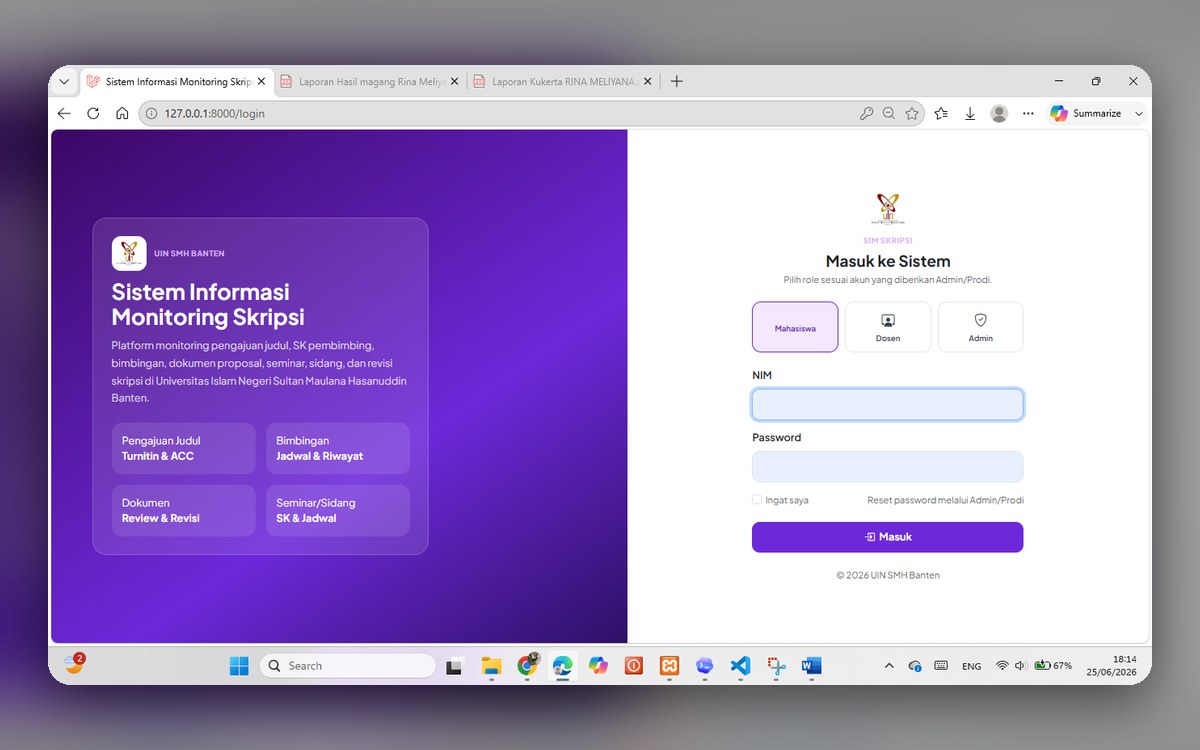 Sistem Informasi Monitoring Skrip
Laporan Hasil magang Rina Meliya
Laporan Kukerta RINA MELIYANA.p
127.0.0.1:8000/login
Summarize
UIN SMH BANTEN
Sistem Informasi
Monitoring Skripsi
Platform monitoring pengajuan judul, SK pembimbing,
bimbingan, dokumen proposal, seminar, sidang, dan revisi
skripsi di Universitas Islam Negeri Sultan Maulana Hasanuddin
Banten.
Pengajuan Judul
Turnitin & ACC
Bimbingan
Jadwal & Riwayat
Dokumen
Review & Revisi
Seminar/Sidang
SK & Jadwal
uin
SIM SKRIPSI
Masuk ke Sistem
Pilih role sesuai akun yang diberikan Admin/Prodi.
Mahasiswa
Dosen
Admin
NIM
Password
Ingat saya
Reset password melalui Admin/Prodi
Masuk
© 2026 UIN SMH Banten
2
Search
ENG
67%
18:14
25/06/2026